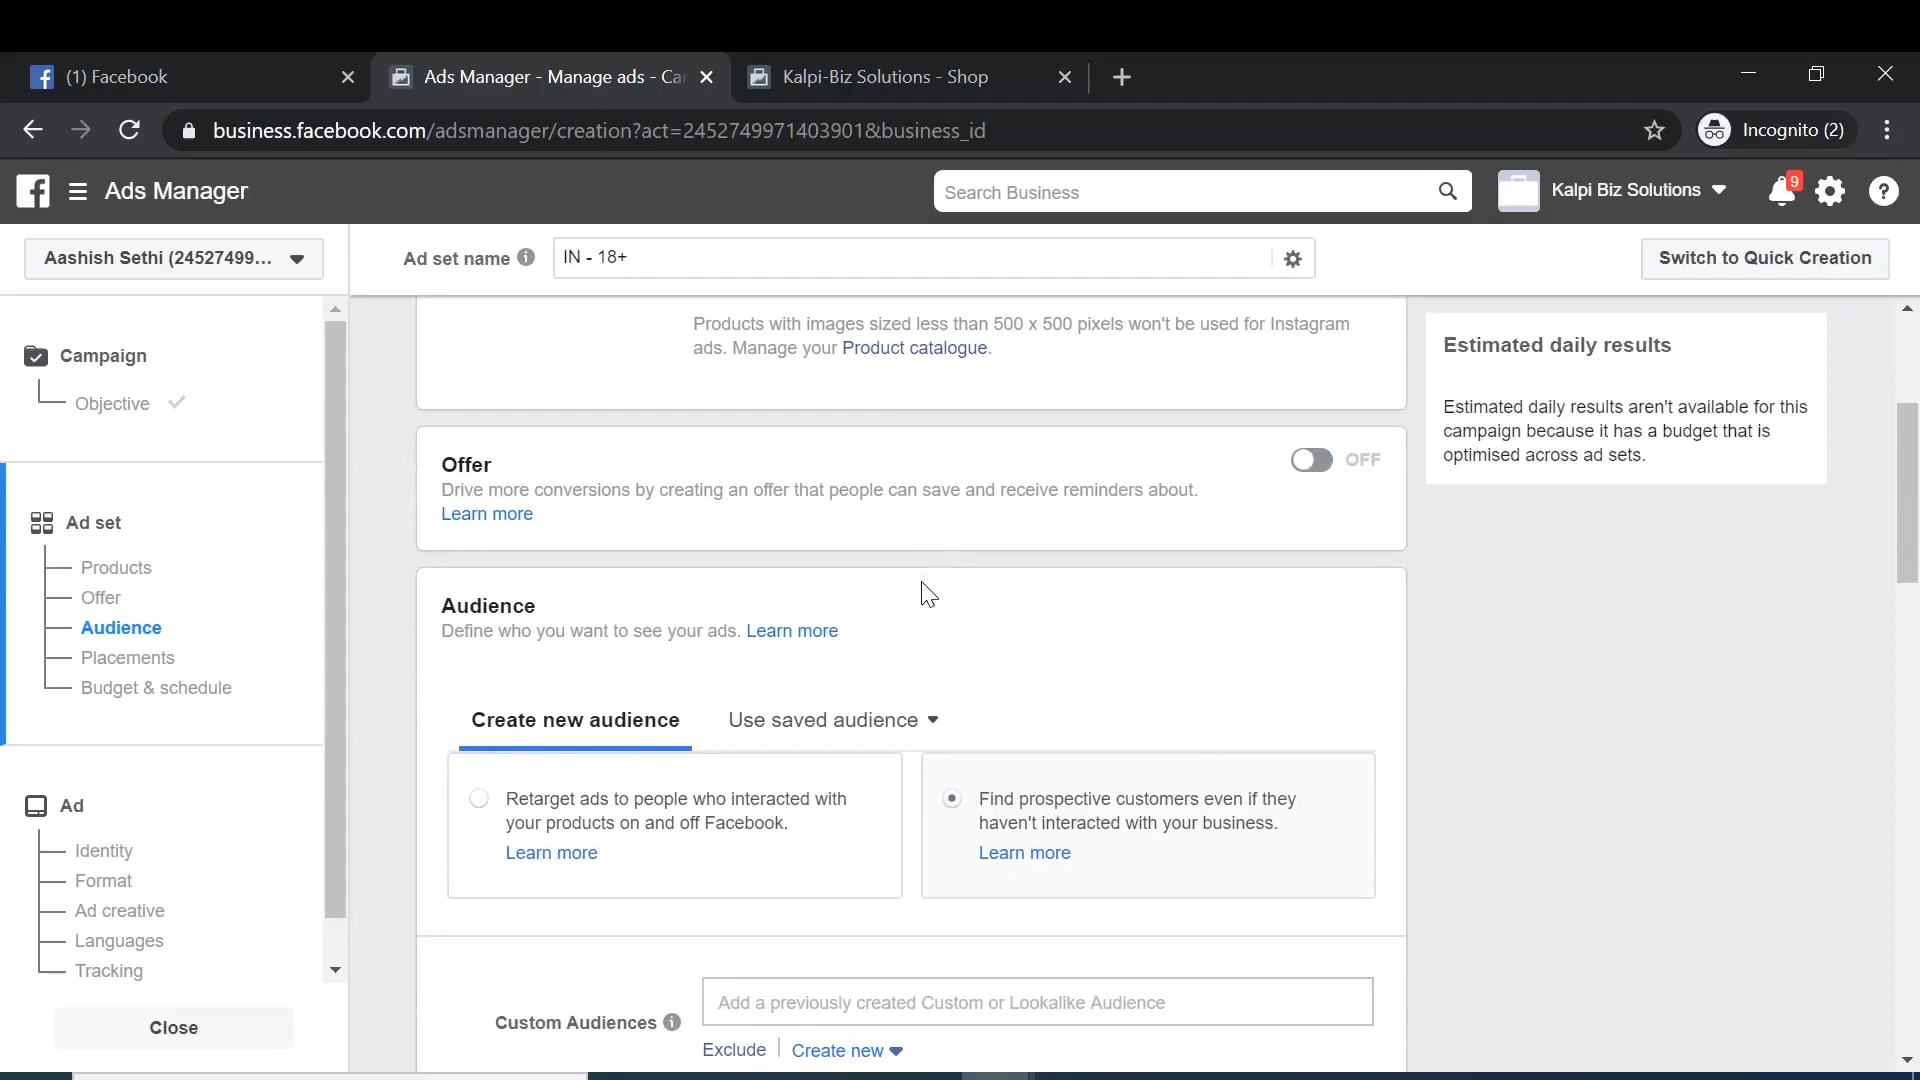 (1) Facebook
Ads Manager - Manage ads - Ca
Kalpi-Biz Solutions - Shop
business.facebook.com/adsmanager/creation?act=2452749971403901&business_id
Incognito (2)
Ads Manager
Search Business
Kalpi Biz Solutions
9
Aashish Sethi (24527499...
Ad set name
IN - 18+
Switch to Quick Creation
Campaign
Objective
Ad set
Products
Offer
Audience
Placements
Budget & schedule
Ad
Identity
Format
Ad creative
Languages
Tracking
Close
Products with images sized less than 500 x 500 pixels won't be used for Instagram
ads. Manage your Product catalogue.
Offer
OFF
Drive more conversions by creating an offer that people can save and receive reminders about.
Learn more
Audience
Define who you want to see your ads. Learn more
Create new audience
Use saved audience
Retarget ads to people who interacted with
your products on and off Facebook.
Learn more
Find prospective customers even if they
haven't interacted with your business.
Learn more
Custom Audiences
Add a previously created Custom or Lookalike Audience
Exclude
Create new
Estimated daily results
Estimated daily results aren't available for this
campaign because it has a budget that is
optimised across ad sets.